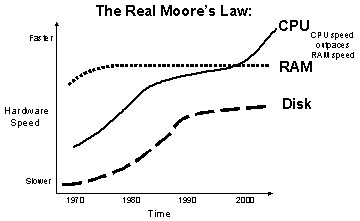 The Real Moore's Law:
Faster
CPU
CPU speed
outpaces
RAM speed
RAM
Hardware
Speed
Disk
Slower
1970
1980
1990
2000
Time